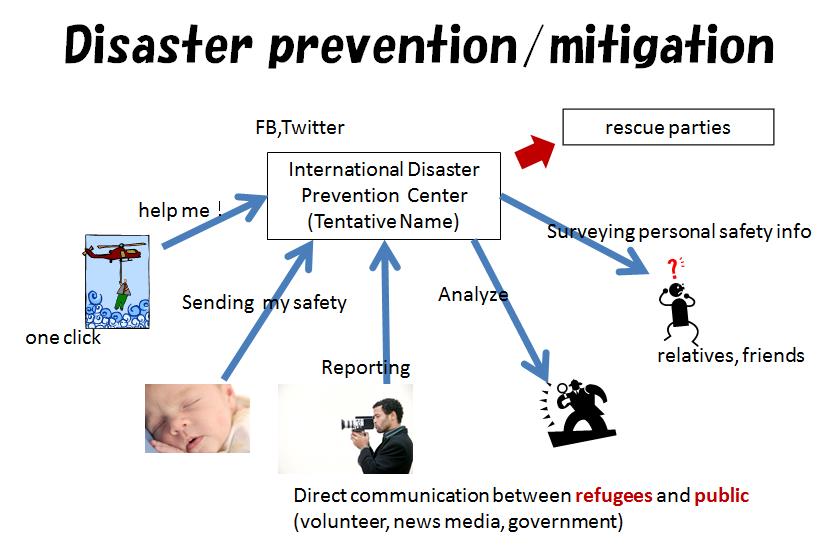 Disaster prevention/mitigation
FB,Twitter
rescue parties
International Disaster
Prevention Center
(Tentative Name)
help me !
Surveying personal safety info
Sending my safety
Analyze
?
one click
relatives, friends
Reporting
Direct communication between refugees and public
(volunteer, news media, government)